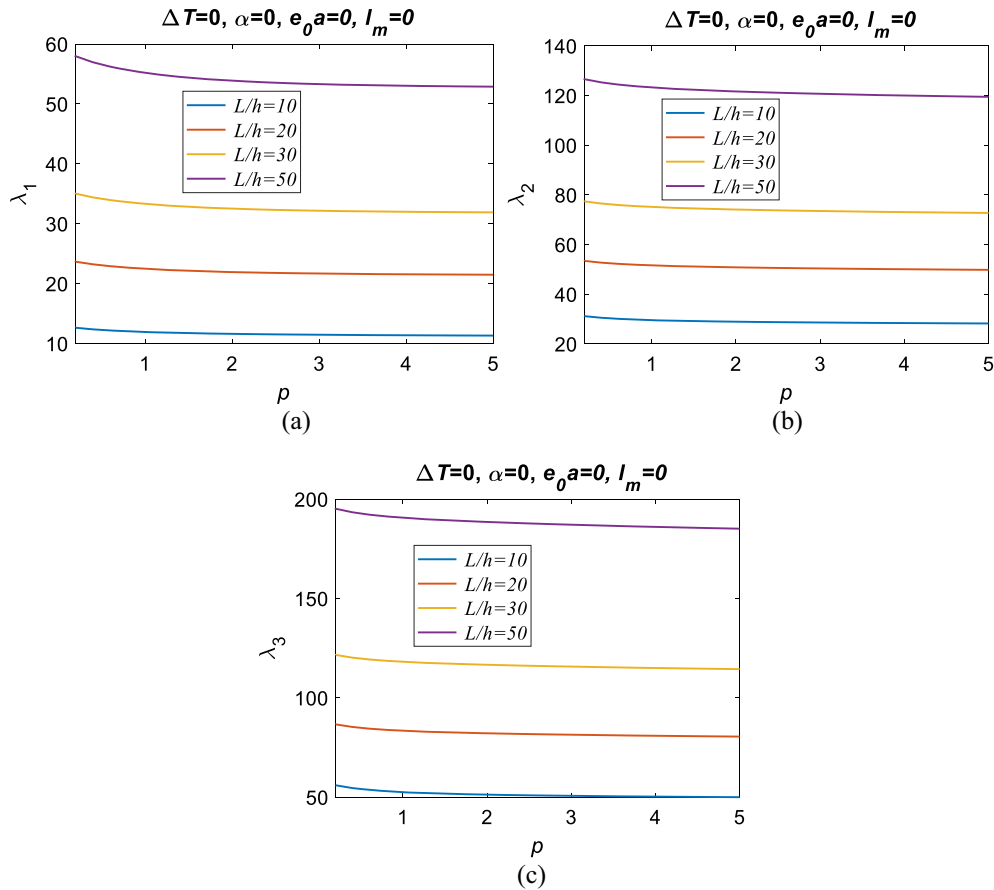 ΔT=0, α=0, e₀a=0, lₘ=0
60
50
40
30
20
10
λ₁
L/h=10
L/h=20
L/h=30
L/h=50
1 2 3 4 5
p
(a)
ΔT=0, α=0, e₀a=0, lₘ=0
140
120
100
80
60
40
20
λ₂
L/h=10
L/h=20
L/h=30
L/h=50
1 2 3 4 5
p
(b)
ΔT=0, α=0, e₀a=0, lₘ=0
200
150
100
50
λ₃
L/h=10
L/h=20
L/h=30
L/h=50
1 2 3 4 5
p
(c)